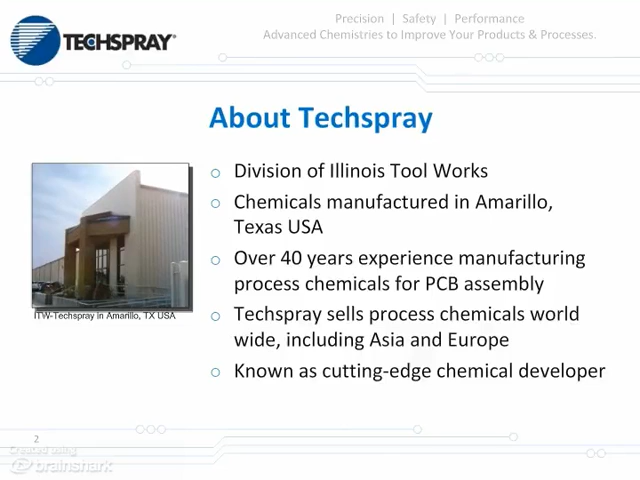 Precision | Safety | Performance
TECHSPRAY®
Advanced Chemistries to Improve Your Products & Processes.
About Techspray
Division of Illinois Tool Works
Chemicals manufactured in Amarillo,
Texas USA
Over 40 years experience manufacturing
process chemicals for PCB assembly
Techspray sells process chemicals world
wide, including Asia and Europe
Known as cutting-edge chemical developer
ITW-Techspray in Amarillo, TX USA
2
Created using
brainshark